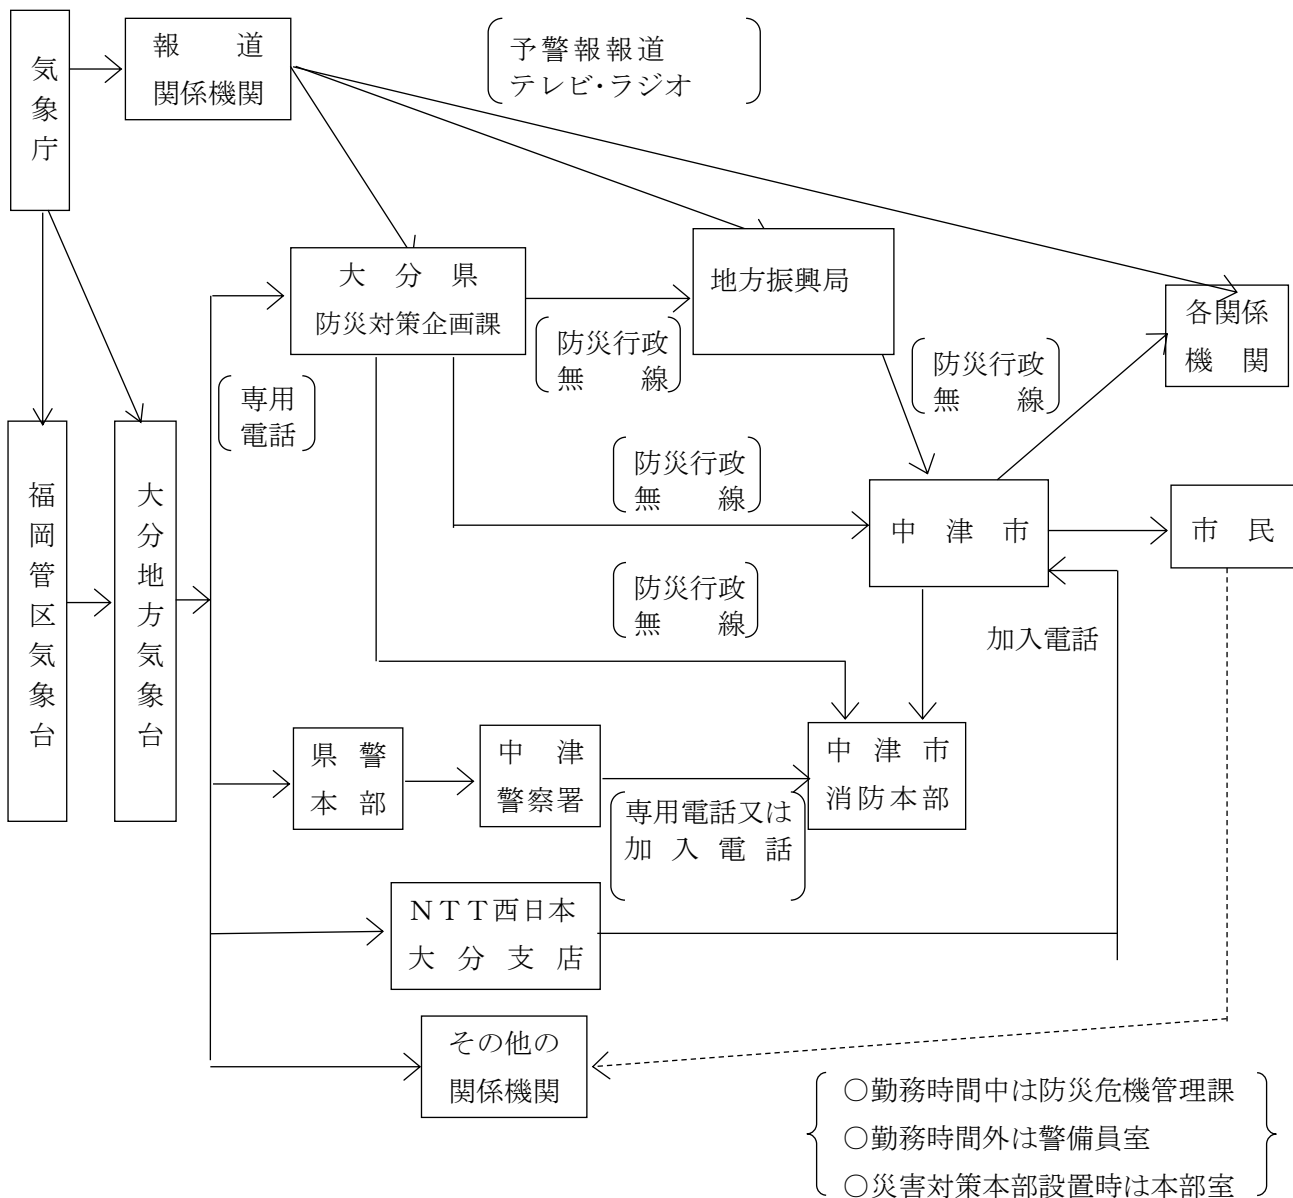 気象庁
報道
関係機関
予警報報道
テレビ・ラジオ
大分県
防災対策企画課
地方振興局
各関係
機関
防災行政
無線
防災行政
無線
専用
電話
防災行政
無線
福岡管区気象台
大分地方気象台
中津市
市民
防災行政
無線
加入電話
県警
本部
中津
警察署
中津市
消防本部
専用電話又は
加入電話
ＮＴＴ西日本
大分支店
その他の
関係機関
○勤務時間中は防災危機管理課
○勤務時間外は警備員室
○災害対策本部設置時は本部室